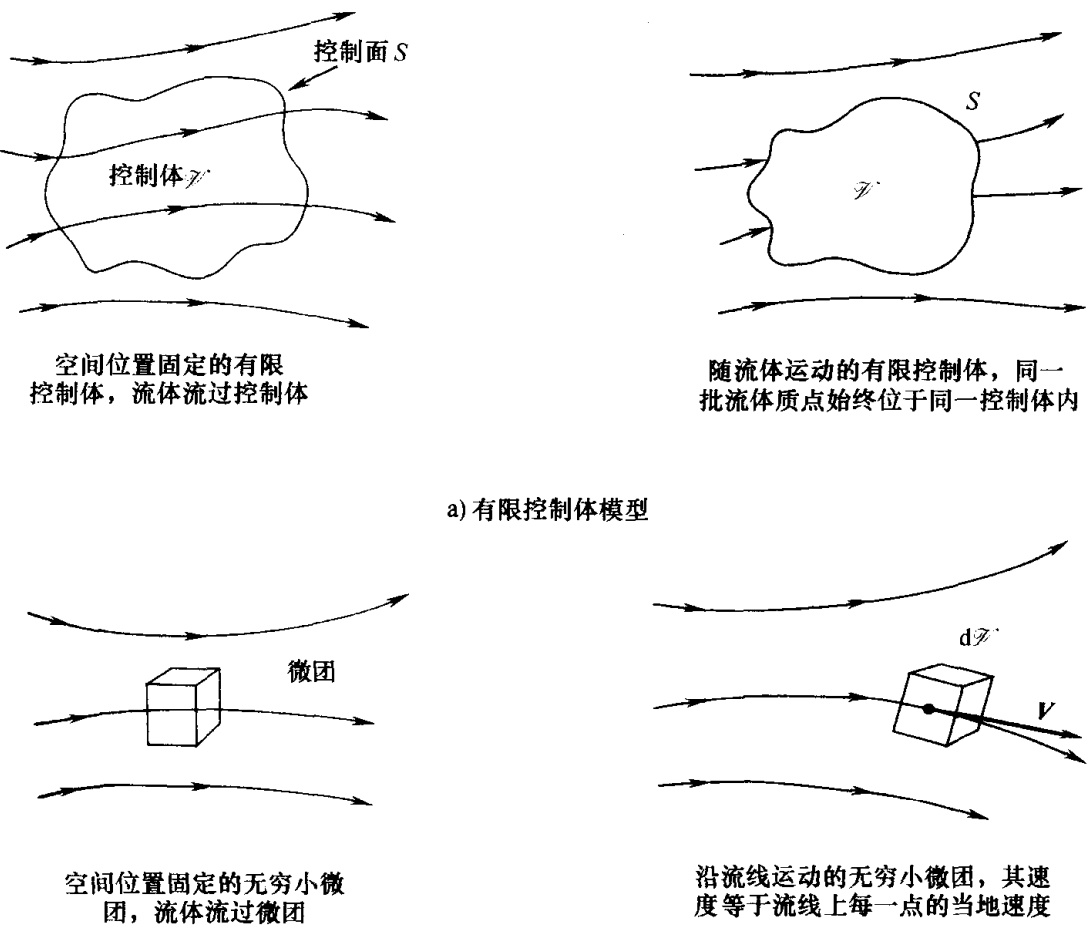 控制面 S
控制体 𝒱
空间位置固定的有限
控制体，流体流过控制体
S
𝒱
随流体运动的有限控制体，同一
批流体质点始终位于同一控制体内
a) 有限控制体模型
微团
空间位置固定的无穷小微
团，流体流过微团
d𝒱
V
沿流线运动的无穷小微团，其速
度等于流线上每一点的当地速度